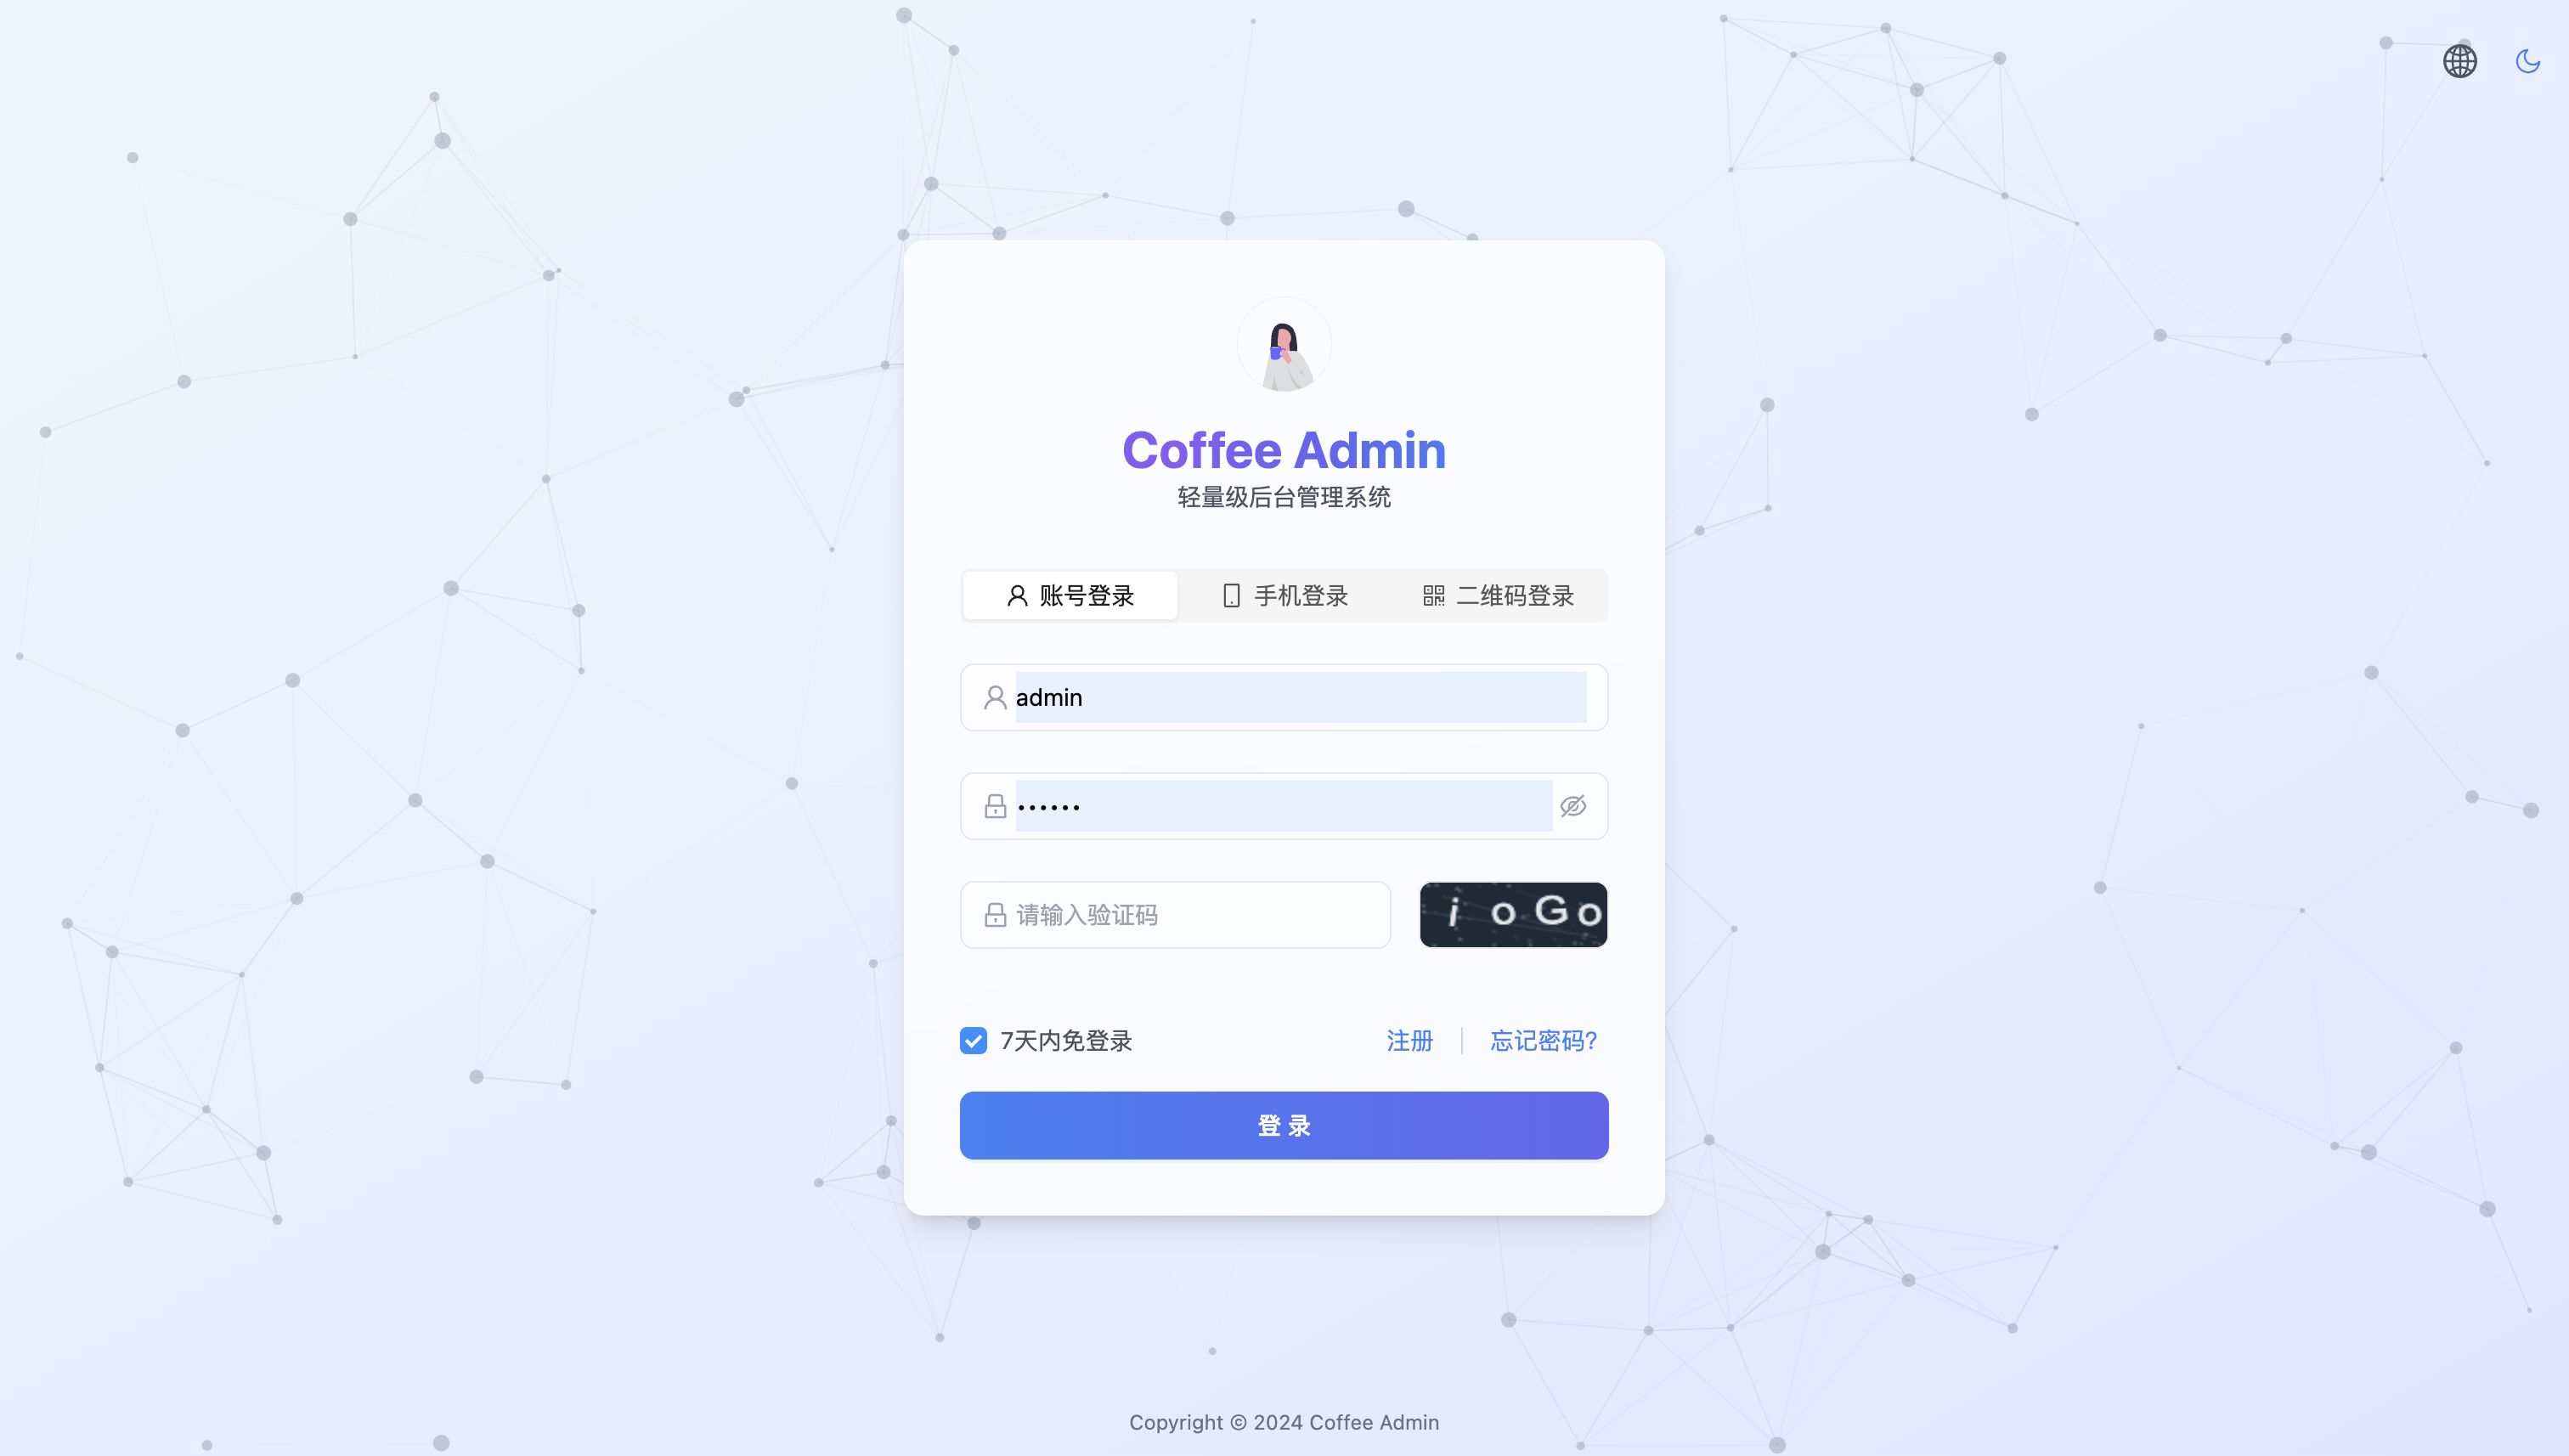 Coffee Admin
轻量级后台管理系统
账号登录 手机登录 二维码登录
admin
••••••
请输入验证码 i o G o
7天内免登录 注册 忘记密码?
登 录
Copyright © 2024 Coffee Admin